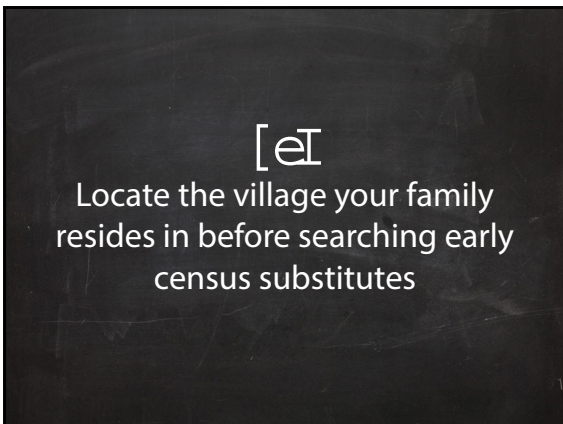 Locate the village your family
resides in before searching early
census substitutes